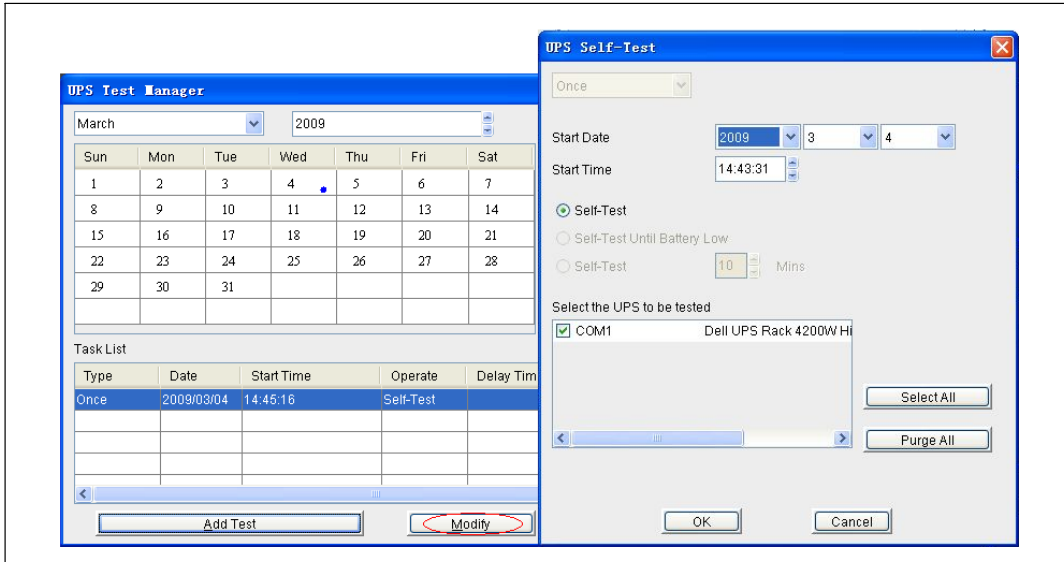 UPS Test Manager
March 2009
Sun Mon Tue Wed Thu Fri Sat
1 2 3 4 5 6 7
8 9 10 11 12 13 14
15 16 17 18 19 20 21
22 23 24 25 26 27 28
29 30 31
Task List
Type Date Start Time Operate Delay Tim
Once 2009/03/04 14:45:16 Self-Test
Add Test Modify
UPS Self-Test
Once
Start Date 2009 3 4
Start Time 14:43:31
Self-Test
Self-Test Until Battery Low
Self-Test 10 Mins
Select the UPS to be tested
COM1 Dell UPS Rack 4200W Hi
Select All
Purge All
OK Cancel